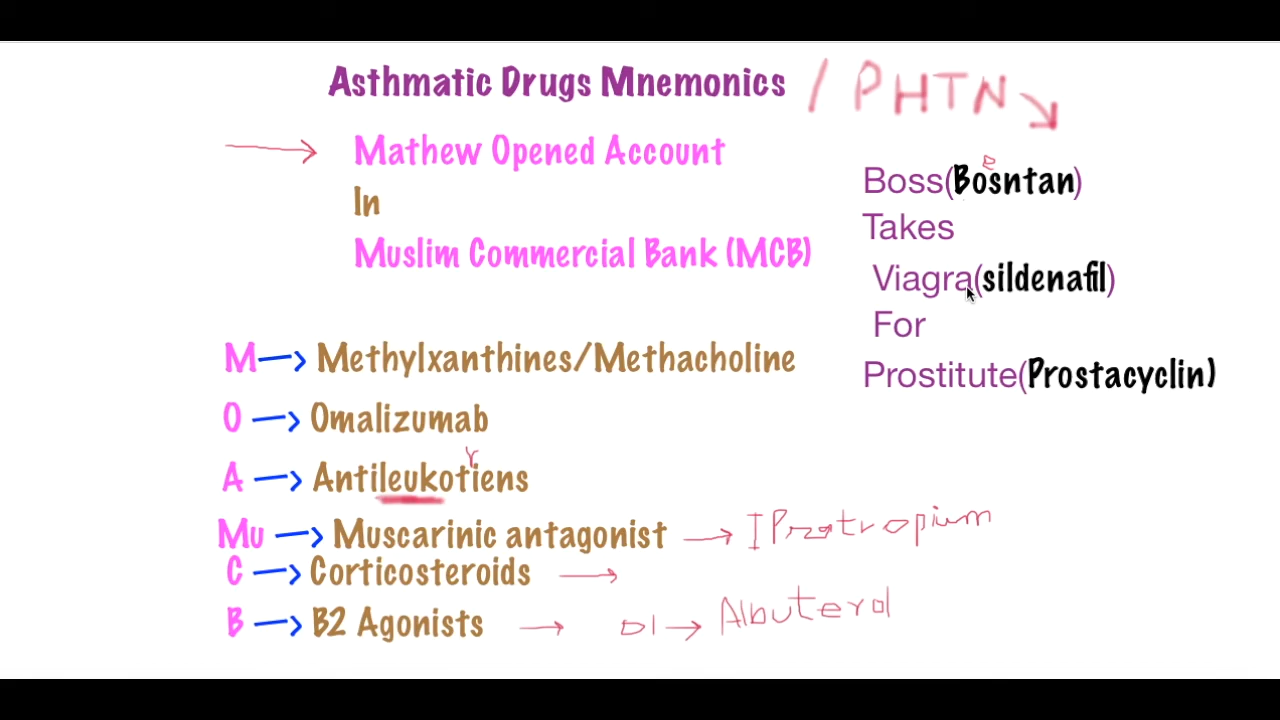 Asthmatic Drugs Mnemonics / PHTN
Mathew Opened Account
In
Muslim Commercial Bank (MCB)
e
Boss(Bosntan)
Takes
Viagra(sildenafil)
For
Prostitute(Prostacyclin)
M Methylxanthines/Methacholine
O Omalizumab
r
A Antileukotiens
Mu Muscarinic antagonist IPratropium
C Corticosteroids
B B2 Agonists Albuterol